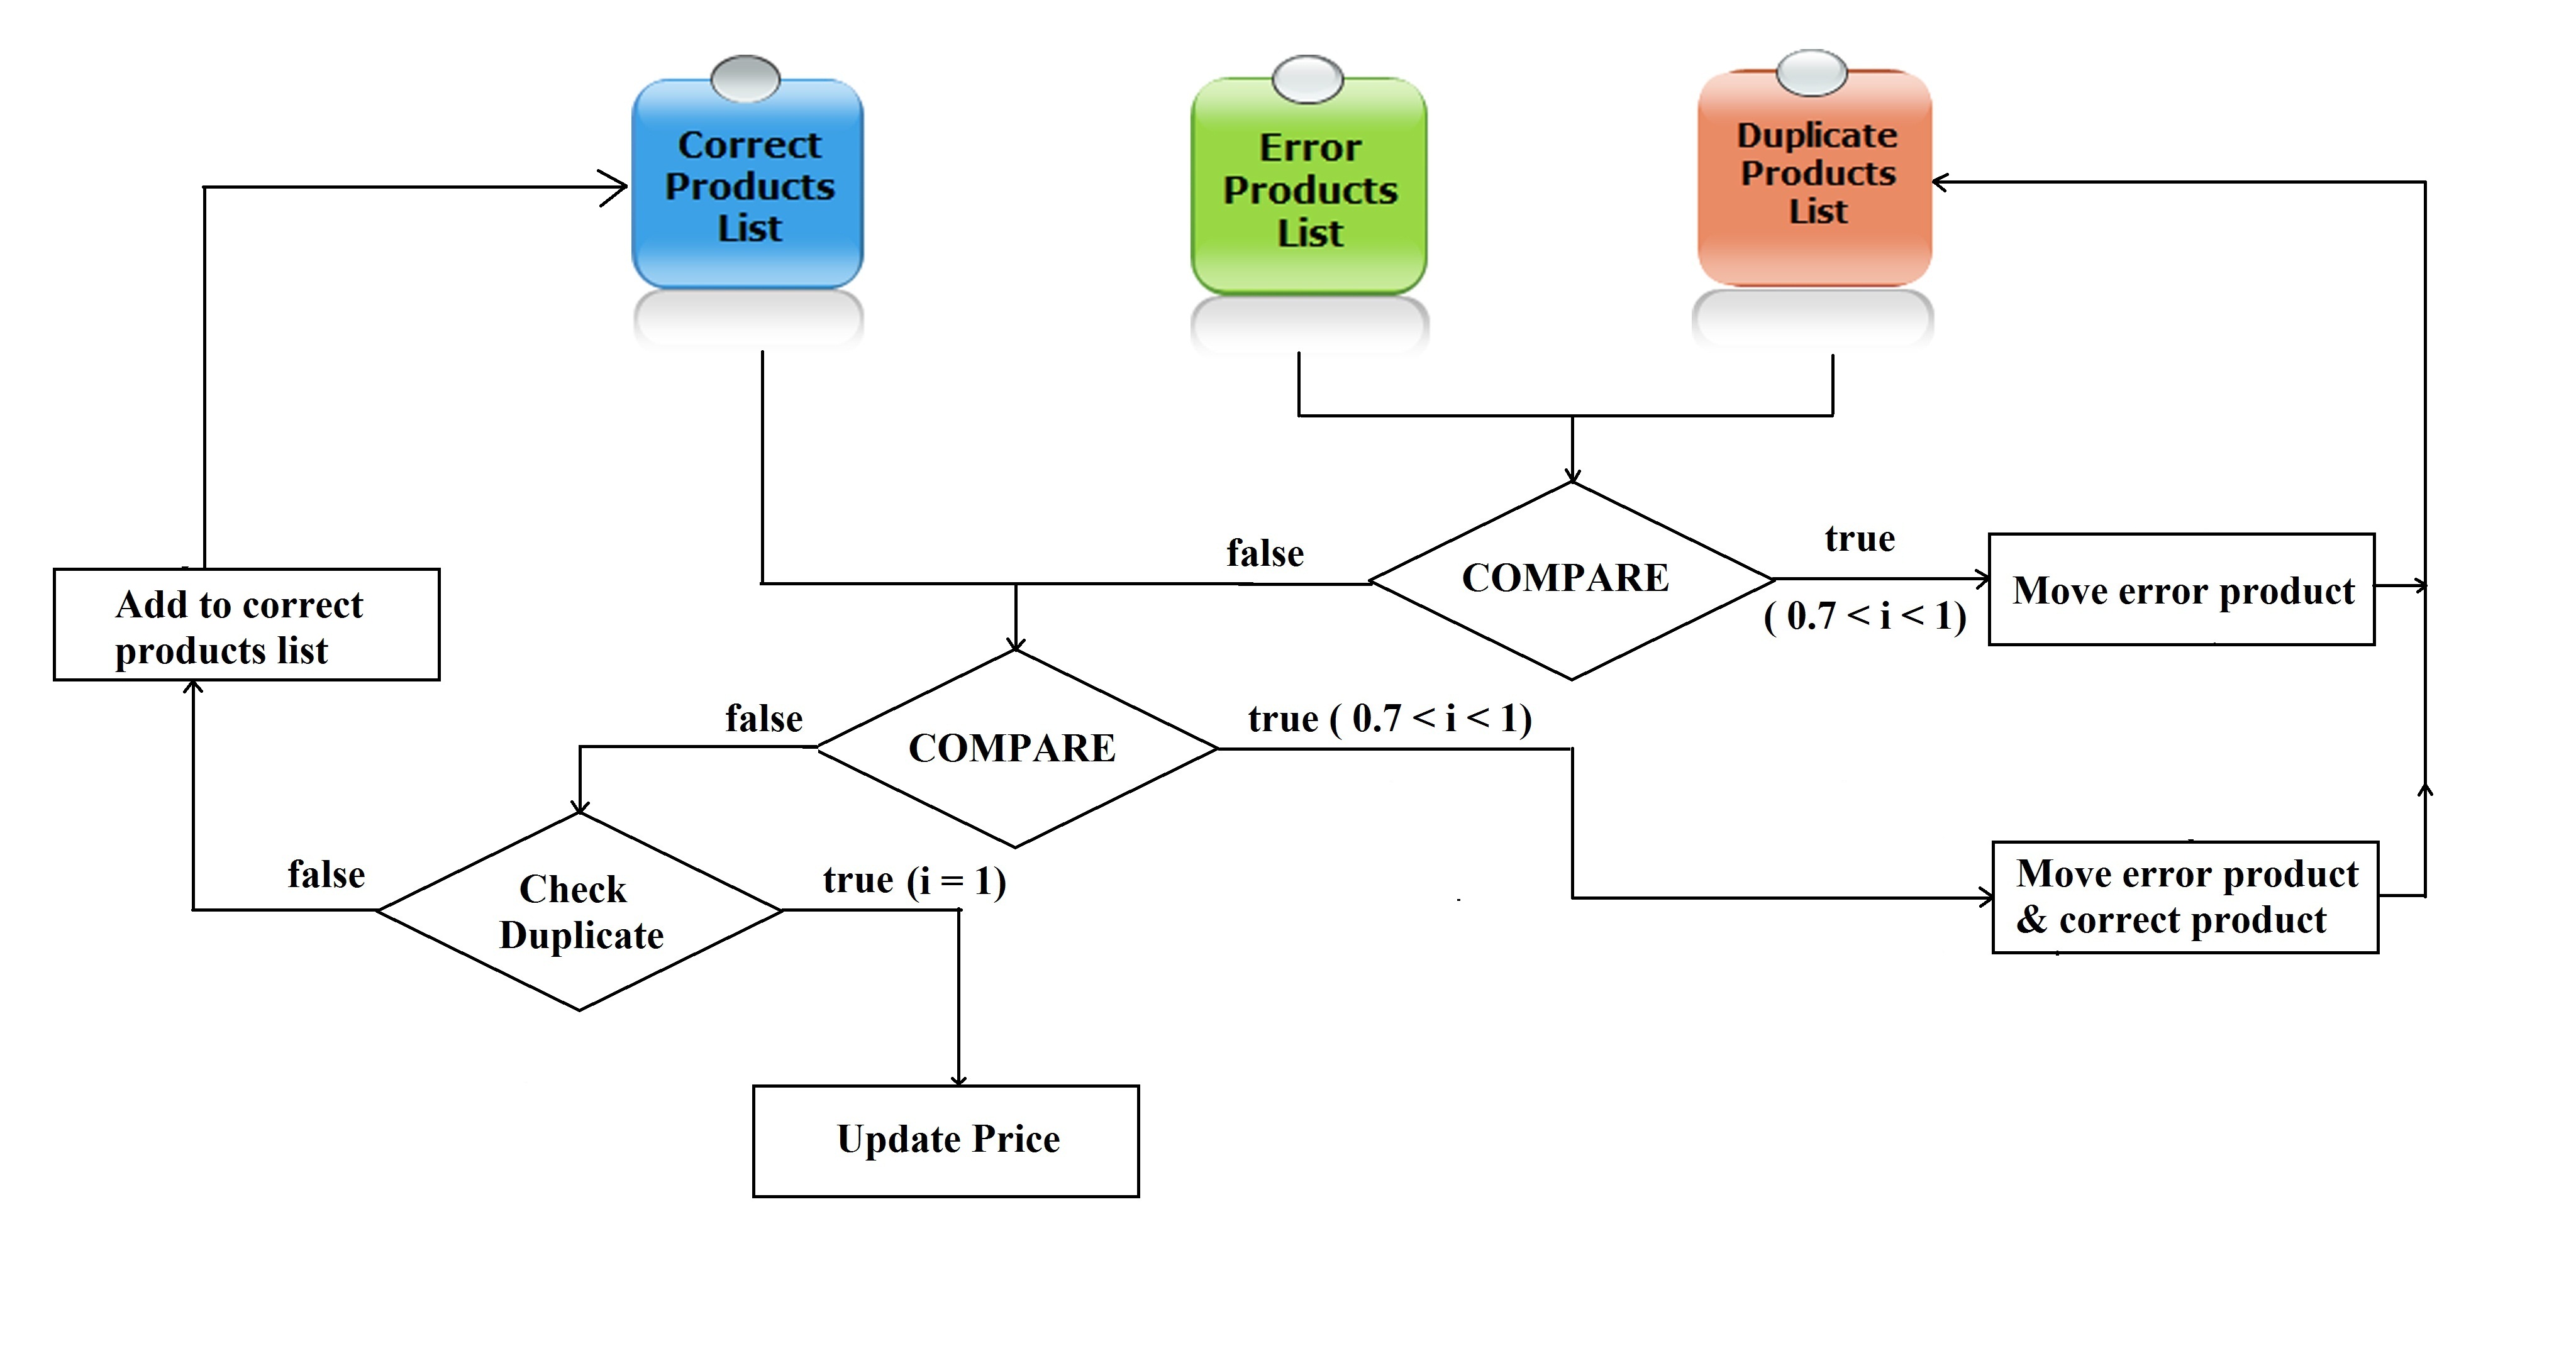 Correct
Products
List
Error
Products
List
Duplicate
Products
List
false
COMPARE
true
( 0.7 < i < 1)
Move error product
Add to correct
products list
false
COMPARE
true ( 0.7 < i < 1)
false
Check
Duplicate
true (i = 1)
Move error product
& correct product
Update Price